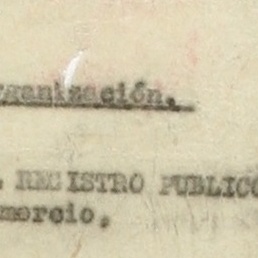 rganización.
. REGISTRO PUBLICO
mercio.